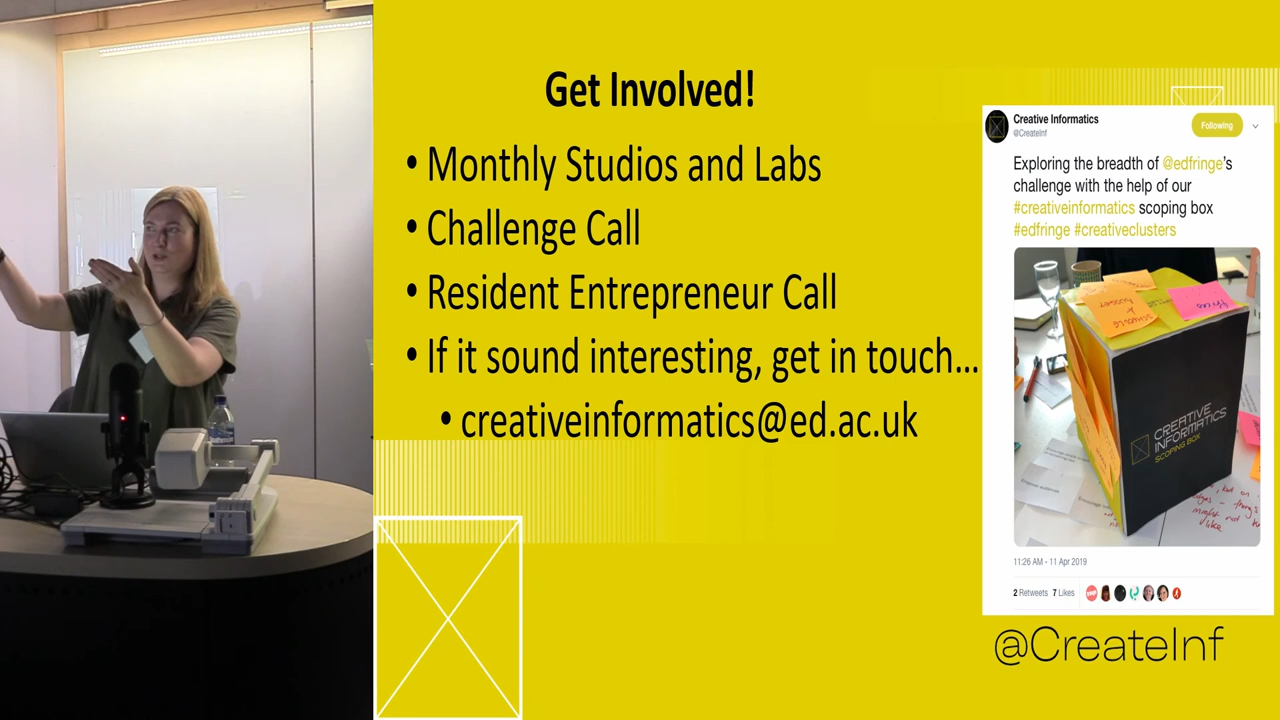 Get Involved!
• Monthly Studios and Labs
• Challenge Call
• Resident Entrepreneur Call
• If it sound interesting, get in touch...
• creativeinformatics@ed.ac.uk
Creative Informatics
@CreateInf
Following
Exploring the breadth of @edfringe's
challenge with the help of our
#creativeinformatics scoping box
#edfringe #creativeclusters
CREATIVE
INFORMATICS
SCOPING BOX
11:26 AM - 11 Apr 2019
2 Retweets 7 Likes
@CreateInf